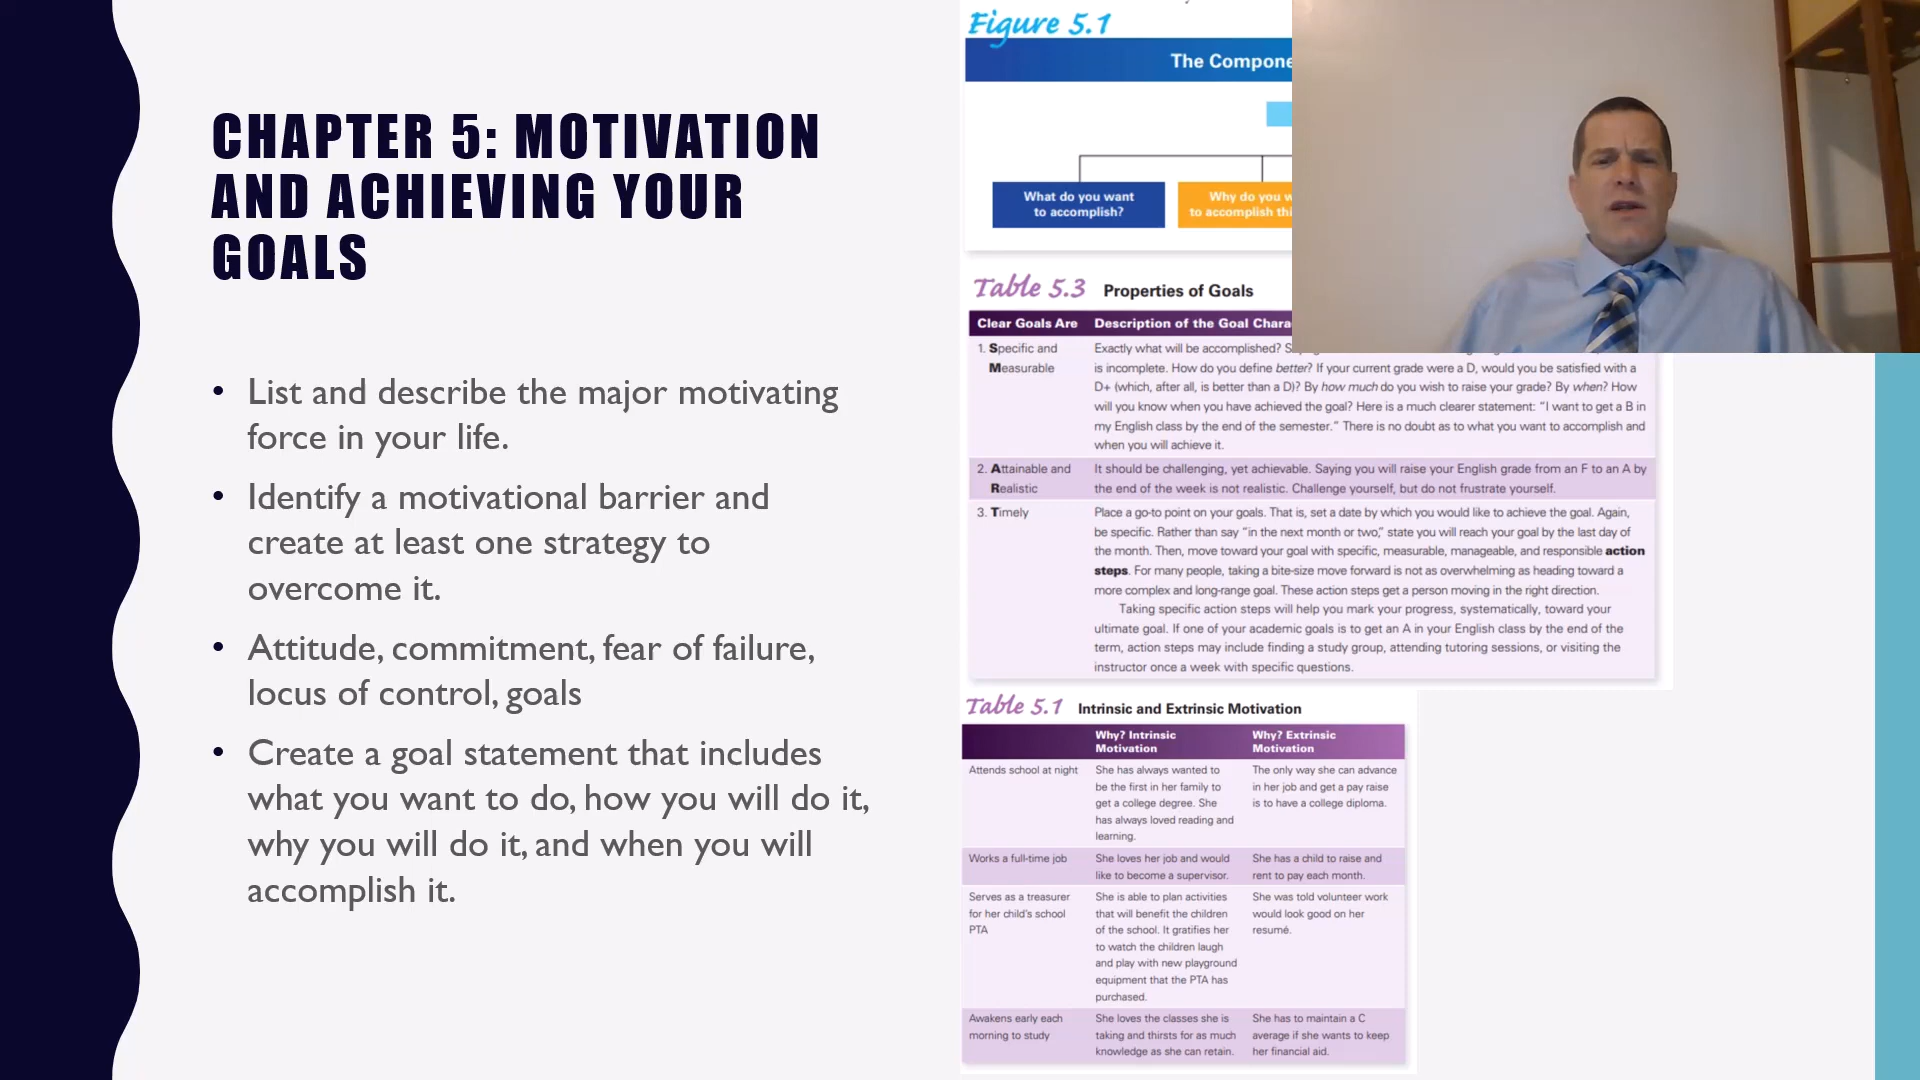 CHAPTER 5: MOTIVATION
AND ACHIEVING YOUR
GOALS
• List and describe the major motivating
force in your life.
• Identify a motivational barrier and
create at least one strategy to
overcome it.
• Attitude, commitment, fear of failure,
locus of control, goals
• Create a goal statement that includes
what you want to do, how you will do it,
why you will do it, and when you will
accomplish it.
Figure 5.1
The
What do you want
to accomplish?
Why do you
to accomplish
Table 5.3 Properties of Goals
Clear Goals Are Description of the Goal
1. Specific and
Measurable
Exactly what will be accomplished?
is incomplete. How do you define better? If your current grade were a D, would you be satisfied with a
D+ (which, after all, is better than a D)? By how much do you wish to raise your grade? By when? How
will you know when you have achieved the goal? Here is a much clearer statement: “I want to get a B in
my English class by the end of the semester.” There is no doubt as to what you want to accomplish and
when you will achieve it.
2. Attainable and
Realistic
It should be challenging, yet achievable. Saying you will raise your English grade from an F to an A by
the end of the week is not realistic. Challenge yourself, but do not frustrate yourself.
3. Timely
Place a go-to point on your goals. That is, set a date by which you would like to achieve the goal. Again,
be specific. Rather than say “in the next month or two,” state you will reach your goal by the last day of
the month. Then, move toward your goal with specific, measurable, manageable, and responsible action
steps. For many people, taking a bite-size move forward is not as overwhelming as heading toward a
more complex and long-range goal. These action steps get a person moving in the right direction.
Taking specific action steps will help you mark your progress, systematically, toward your
ultimate goal. If one of your academic goals is to get an A in your English class by the end of the
term, action steps may include finding a study group, attending tutoring sessions, or visiting the
instructor once a week with specific questions.
Table 5.1 Intrinsic and Extrinsic Motivation
Why? Intrinsic
Motivation
Why? Extrinsic
Motivation
Attends school at night
She has always wanted to
be the first in her family to
get a college degree. She
has always loved reading and
learning.
The only way she can advance
in her job and get a pay raise
is to have a college diploma.
Works a full-time job
She loves her job and would
like to become a supervisor.
She has a child to raise and
rent to pay each month.
Serves as a treasurer
for her child's school
PTA
She is able to plan activities
that will benefit the children
of the school. It gratifies her
to watch the children laugh
and play with new playground
equipment that the PTA has
purchased.
She was told volunteer work
would look good on her
resumé.
Awakens early each
morning to study
She loves the classes she is
taking and thirsts for as much
knowledge as she can retain.
She has to maintain a C
average if she wants to keep
her financial aid.